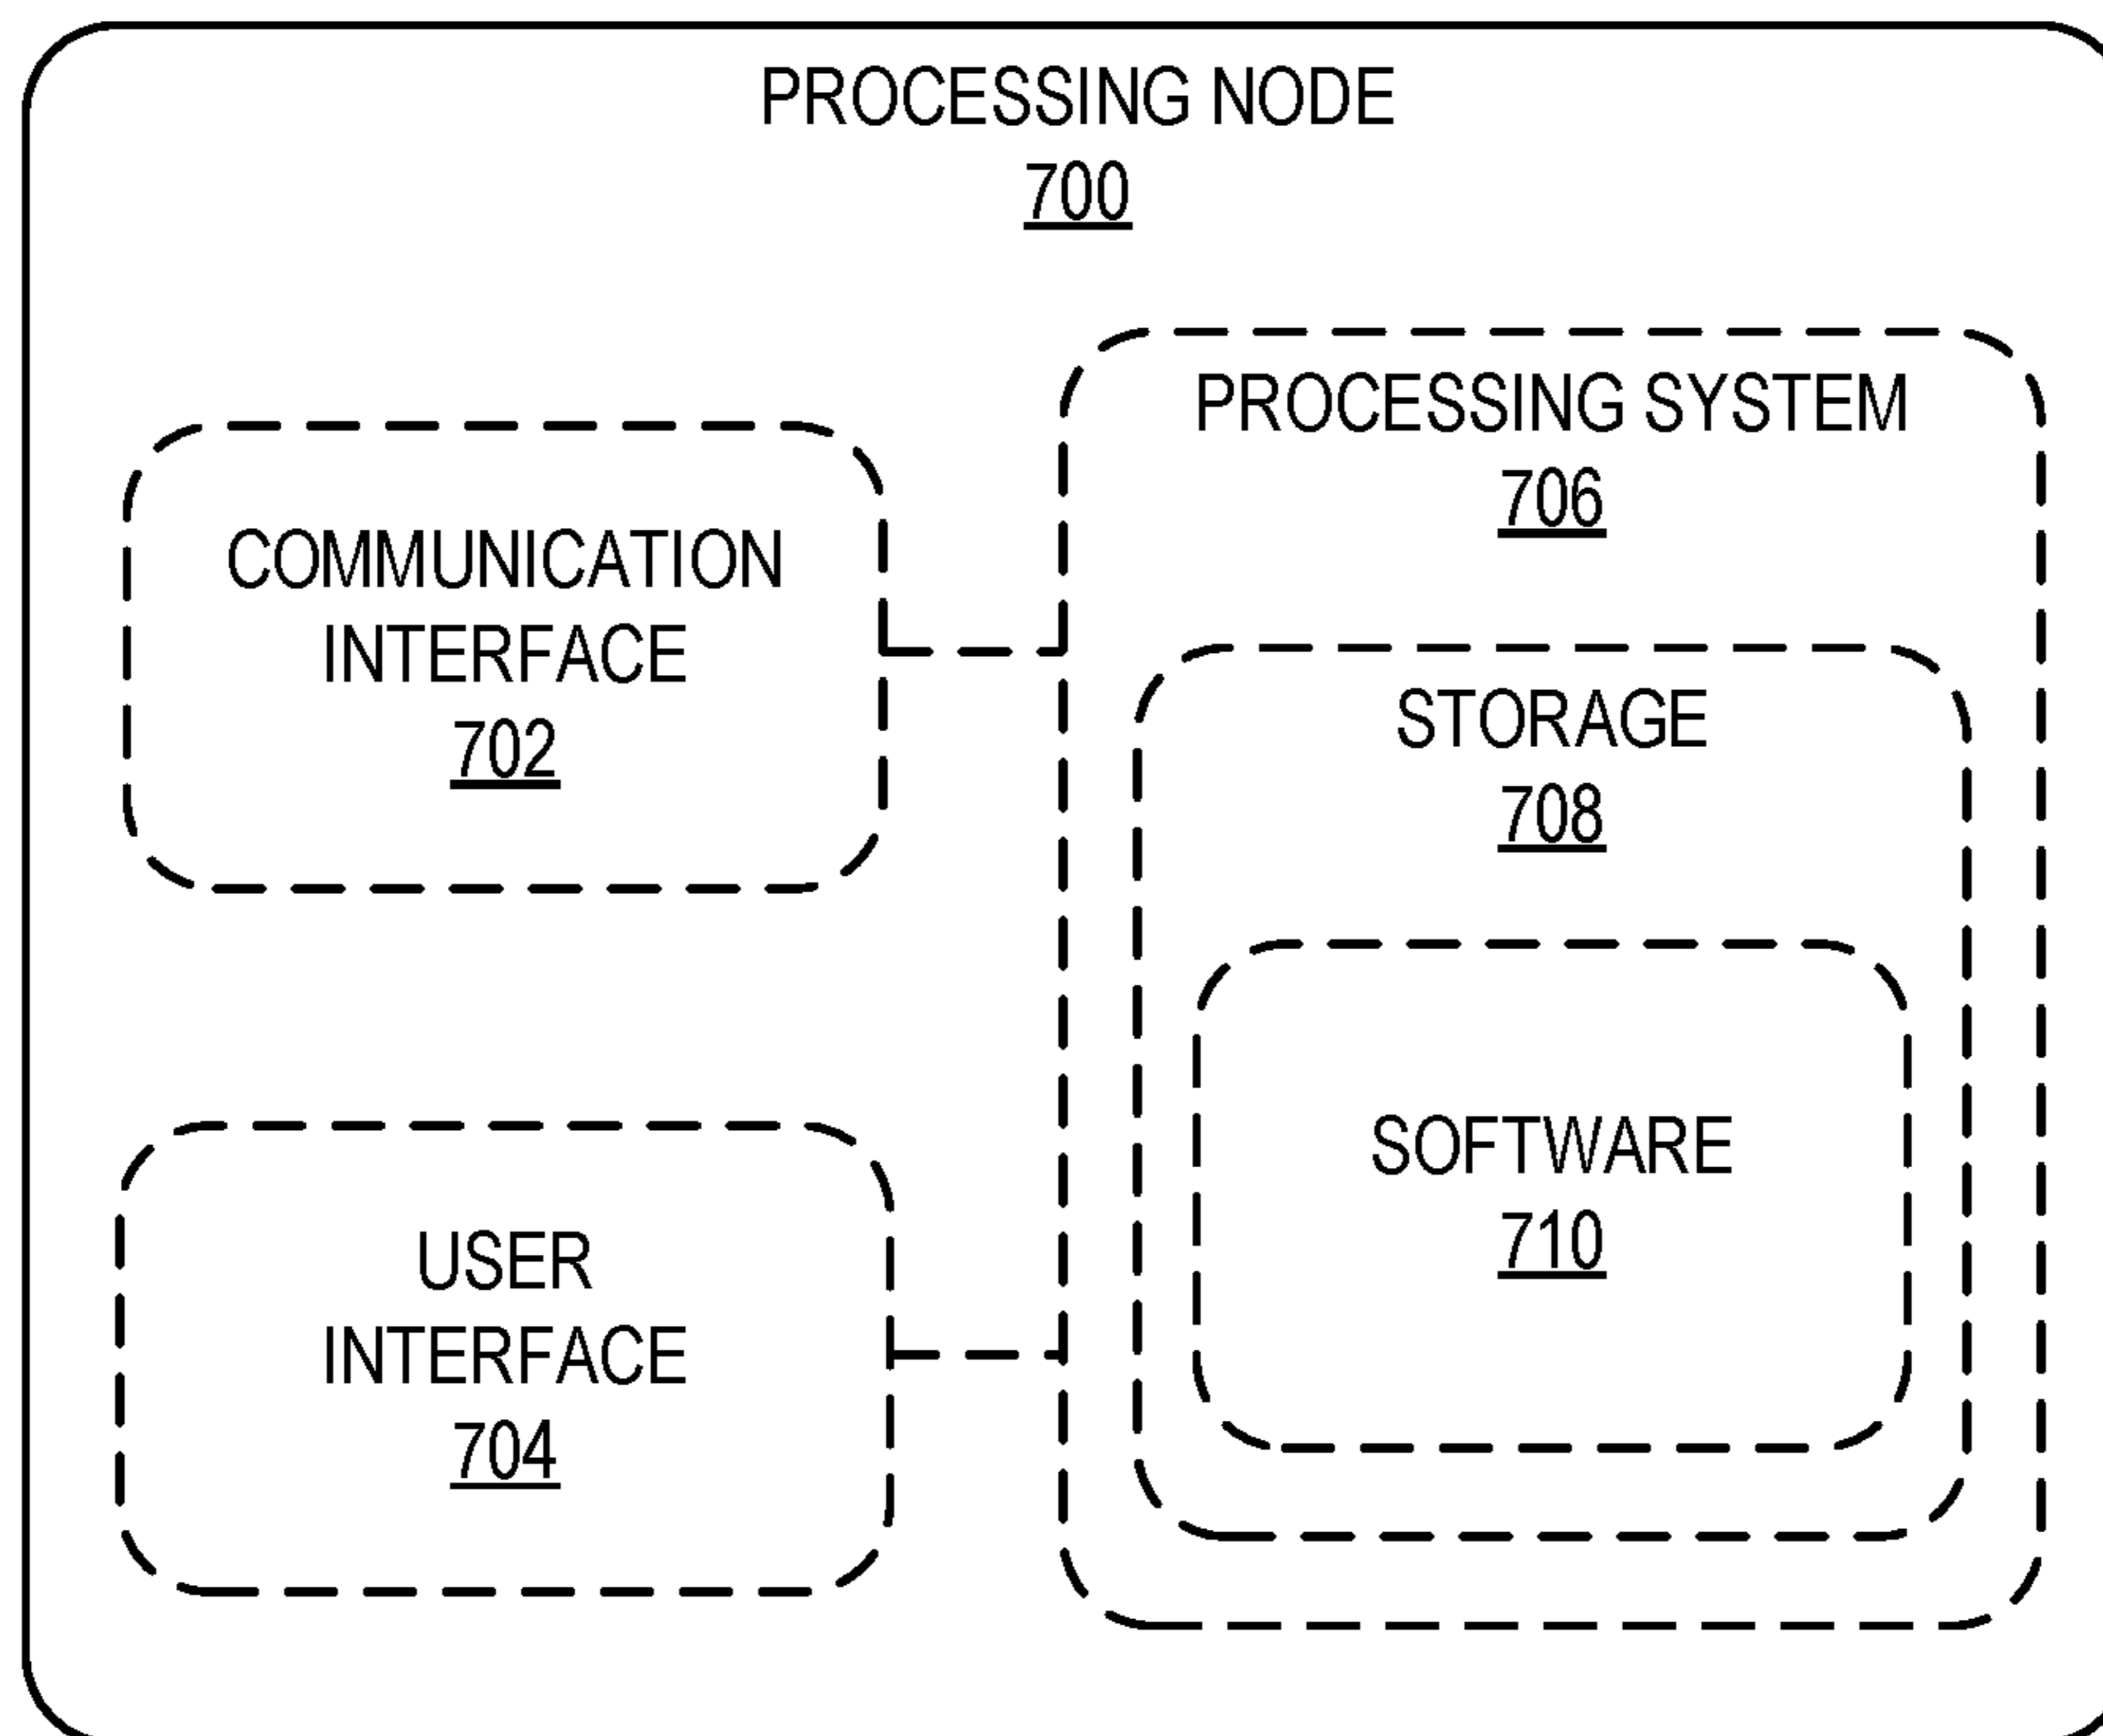 PROCESSING NODE
700
COMMUNICATION
INTERFACE
702
USER
INTERFACE
704
PROCESSING SYSTEM
706
STORAGE
708
SOFTWARE
710